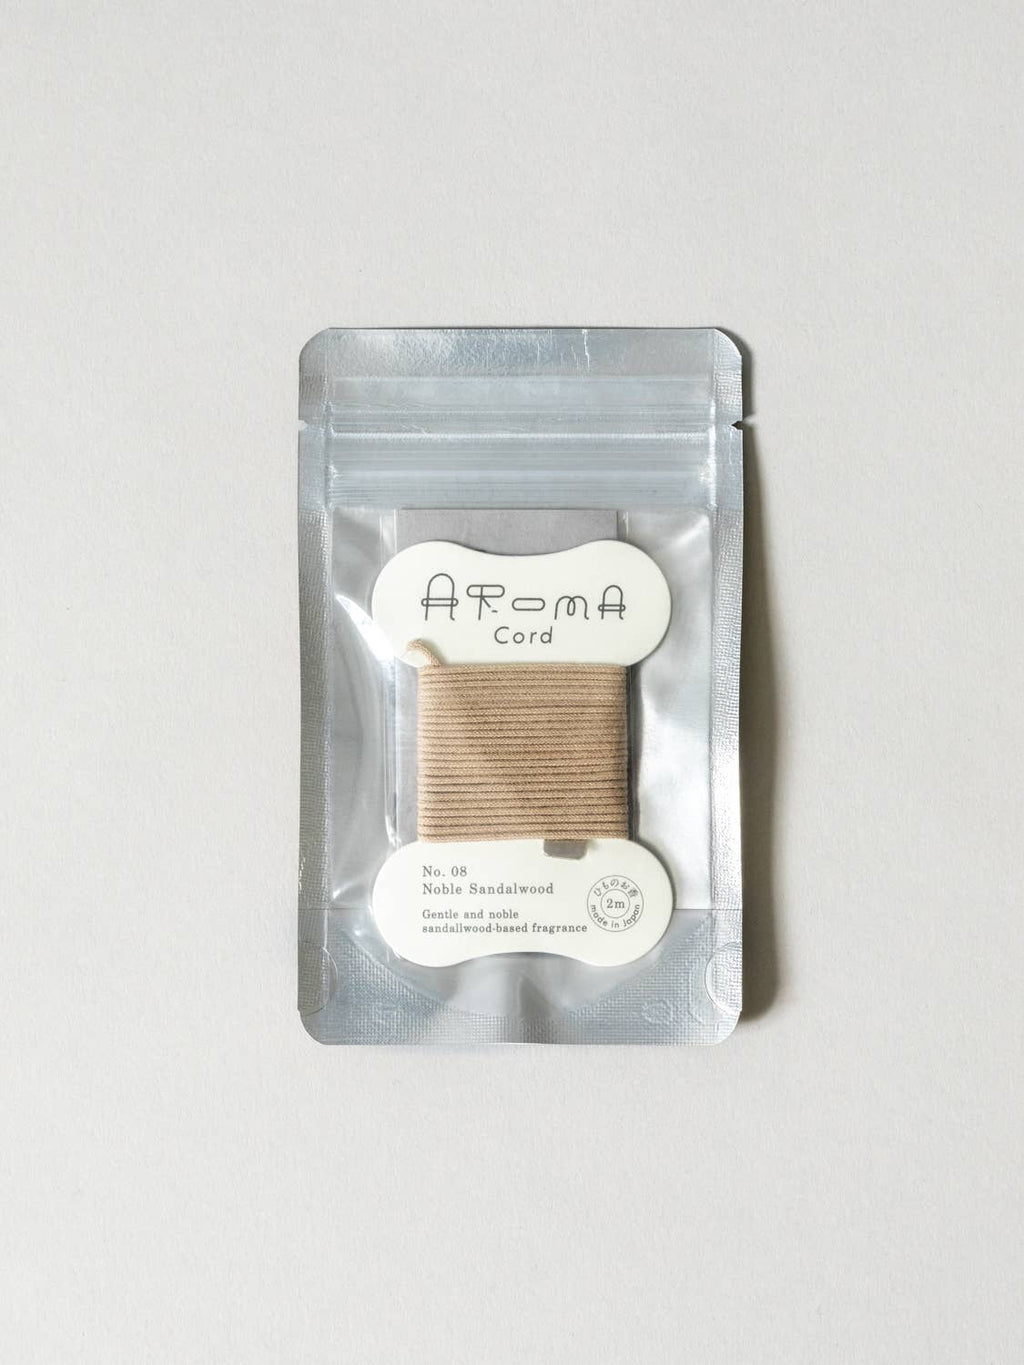 AROMA
Cord
No. 08
Noble Sandalwood
Gentle and noble
sandallwood-based fragrance
ひものお香
2m
made in Japan